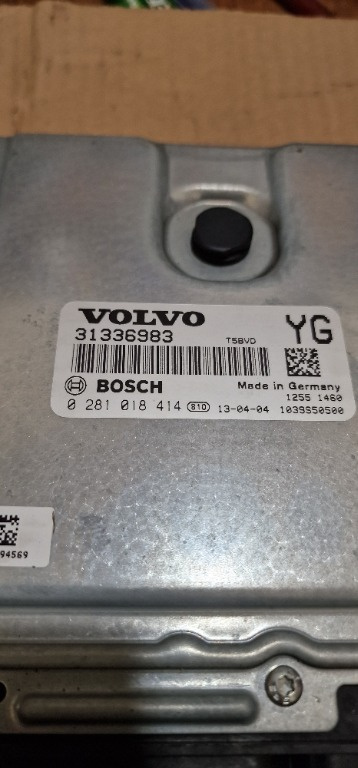 VOLVO
31336983 T5BVD YG
BOSCH Made in Germany
1255 1460
0 281 018 414 B10 13-04-04 1039S50500
94569